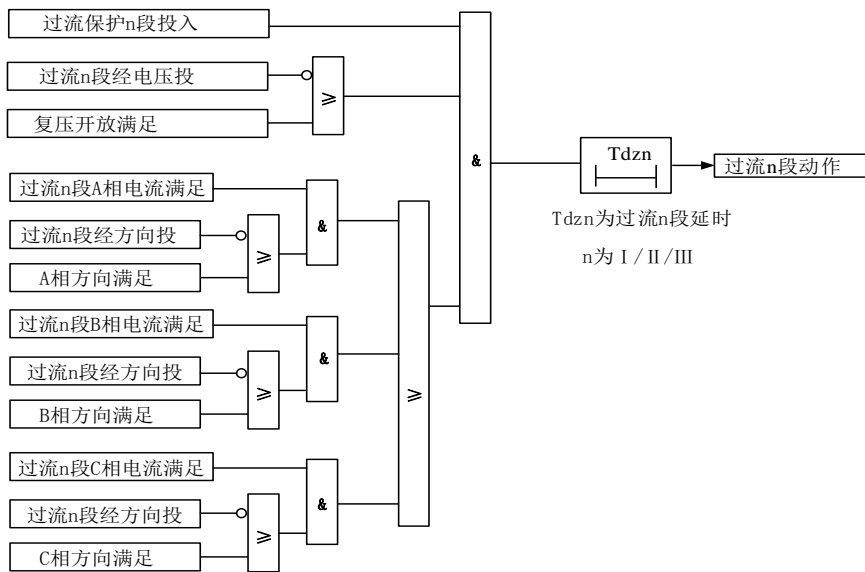 过流保护n段投入
过流n段经电压投
≥
复压开放满足
&
Tdzn
过流n段动作
Tdzn为过流n段延时
n为Ⅰ/Ⅱ/Ⅲ
过流n段A相电流满足
&
过流n段经方向投
≥
A相方向满足
过流n段B相电流满足
&
过流n段经方向投
≥
B相方向满足
≥
过流n段C相电流满足
&
过流n段经方向投
≥
C相方向满足